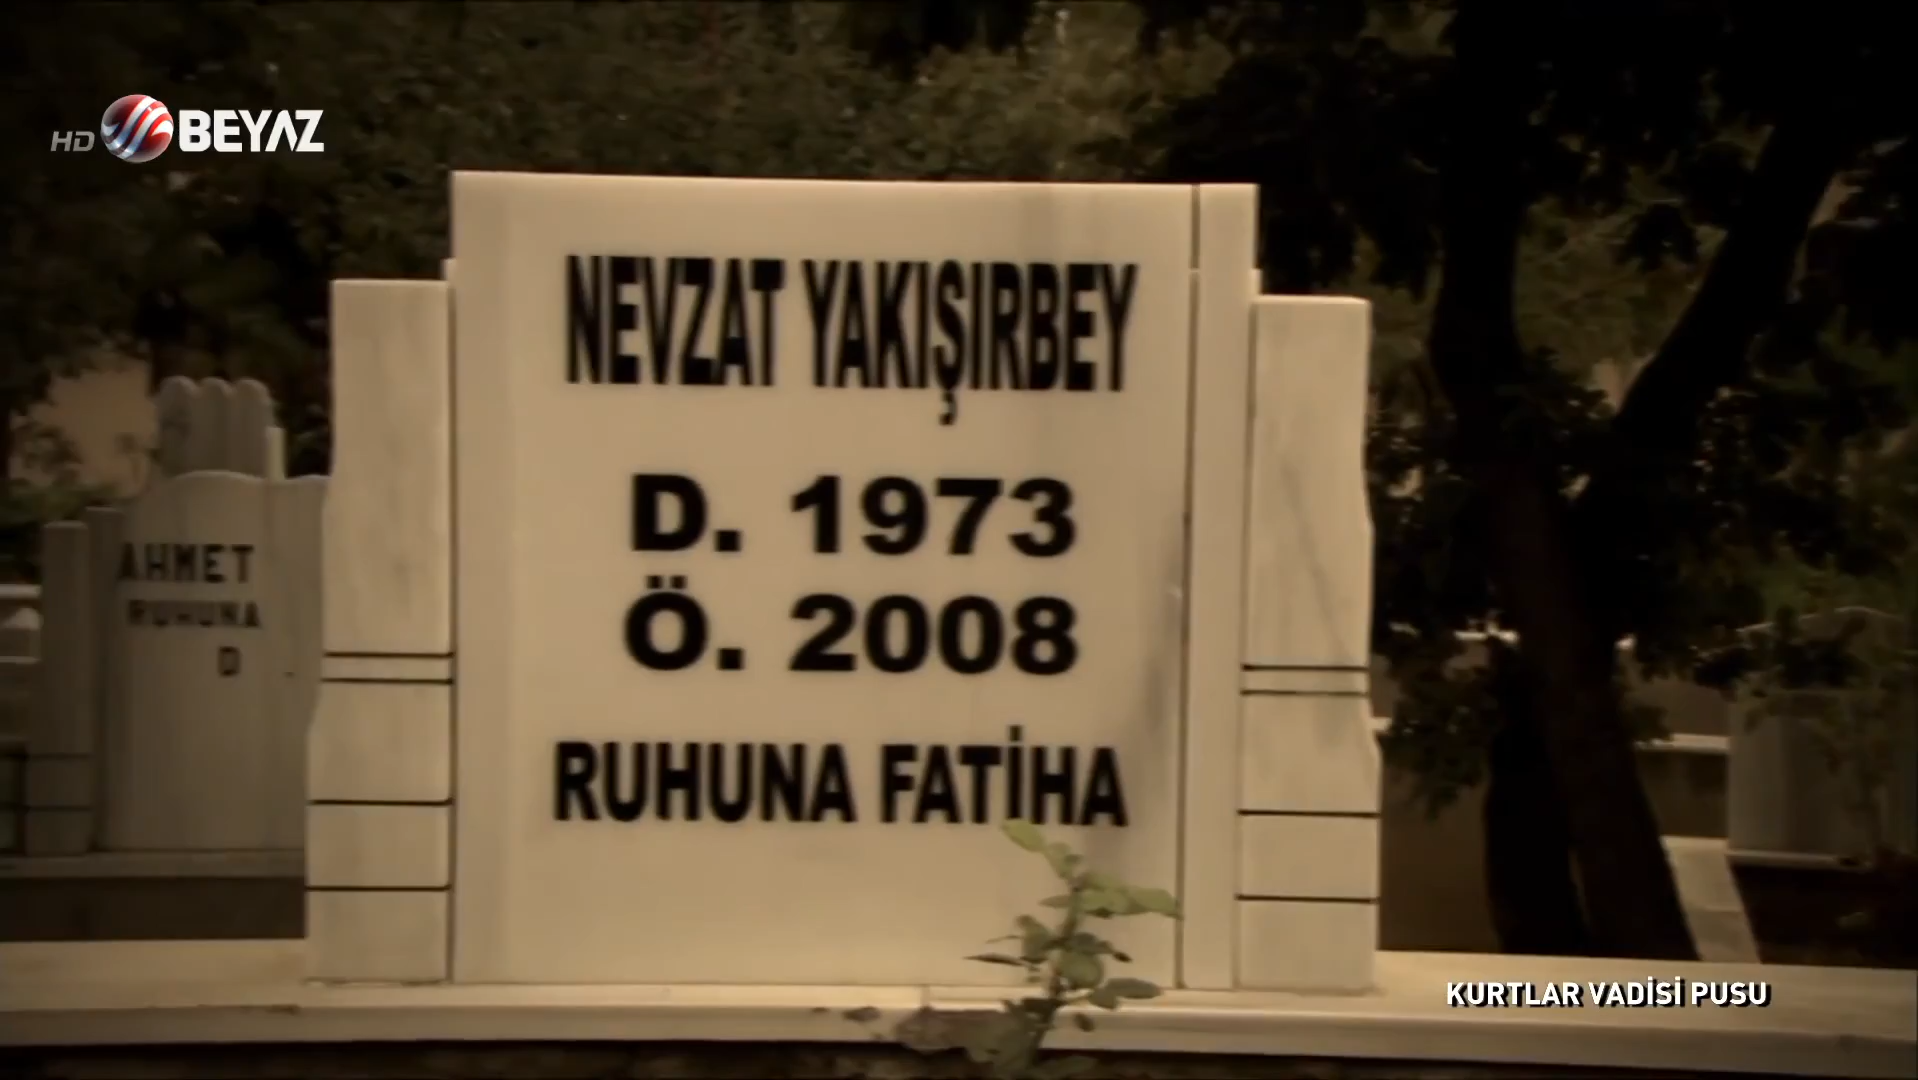 HD BEYAZ
NEVZAT YAKIŞIRBEY
D. 1973
Ö. 2008
RUHUNA FATİHA
AHMET
RUHUNA
D
KURTLAR VADİSİ PUSU